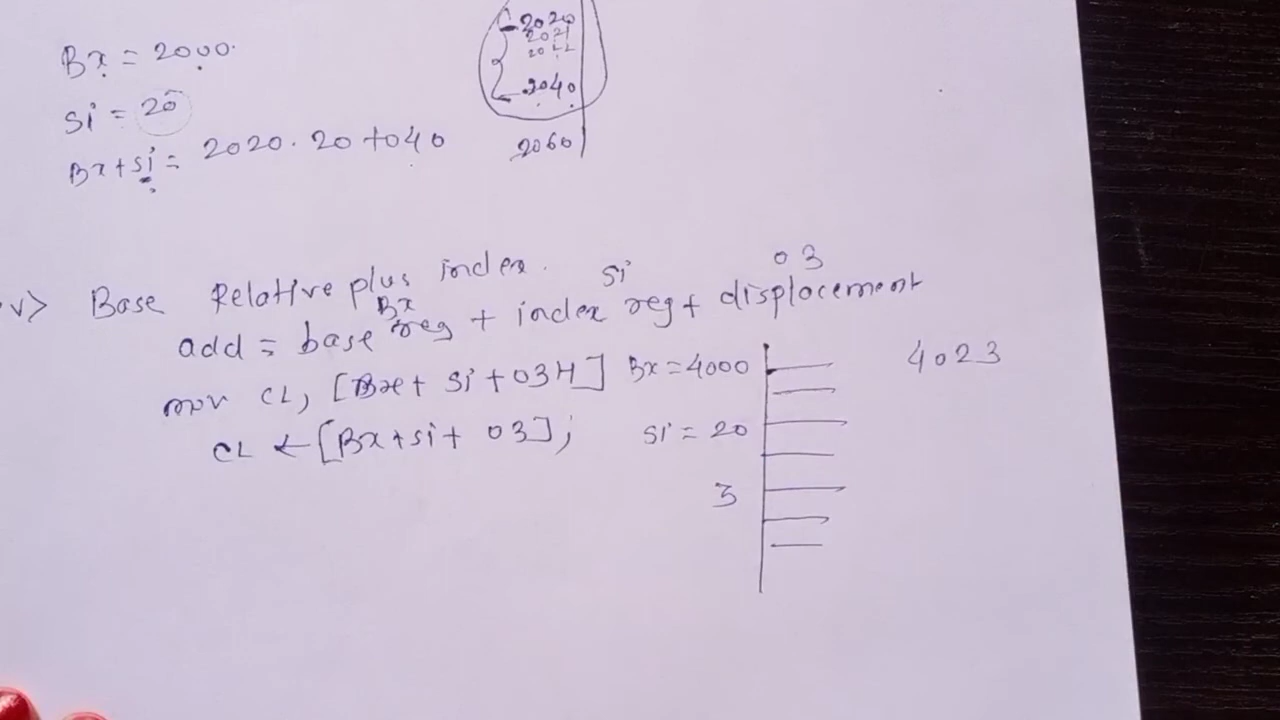 Bx = 2000.
Si = 20
Bx+Si = 2020. 20 + 040
2020
2021
2022
2040
2060
v> Base Relative plus index.
Bx Si 03
add = base reg + index reg + displacement
mov CL, [Bx + Si + 03H]
CL ← [Bx+Si+ 03];
Bx = 4000
Si = 20
3
4023